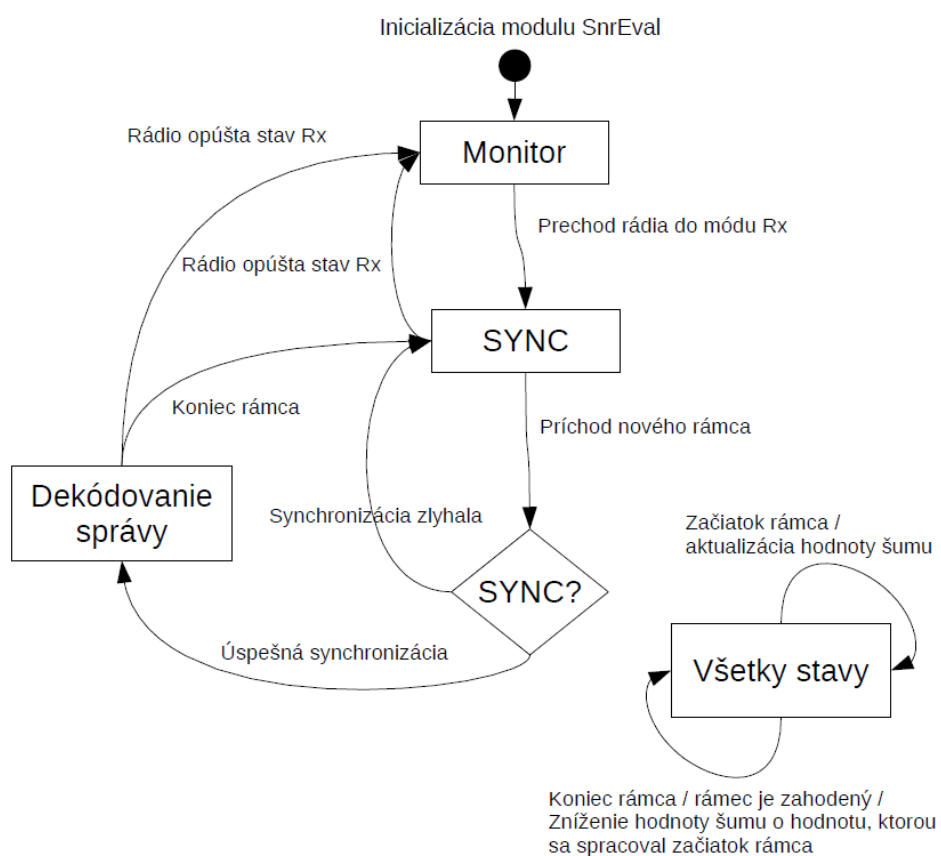 Inicializácia modulu SnrEval
Rádio opúšta stav Rx
Monitor
Prechod rádia do módu Rx
Rádio opúšta stav Rx
SYNC
Koniec rámca
Príchod nového rámca
Dekódovanie
správy
Synchronizácia zlyhala
Začiatok rámca /
aktualizácia hodnoty šumu
SYNC?
Úspešná synchronizácia
Všetky stavy
Koniec rámca / rámec je zahodený /
Zníženie hodnoty šumu o hodnotu, ktorou
sa spracoval začiatok rámca